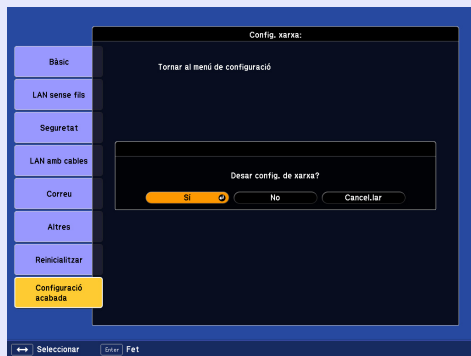 Config. xarxa:
Bàsic
Tornar al menú de configuració
LAN sense fils
Seguretat
LAN amb cables
Desar config. de xarxa?
Correu
Sí
No
Cancel.lar
Altres
Reinicialitzar
Configuració
acabada
Seleccionar
Enter Fet